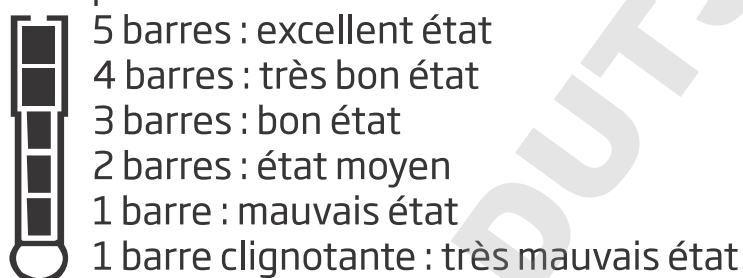 5 barres : excellent état
4 barres : très bon état
3 barres : bon état
2 barres : état moyen
1 barre : mauvais état
1 barre clignotante : très mauvais état
DUTS